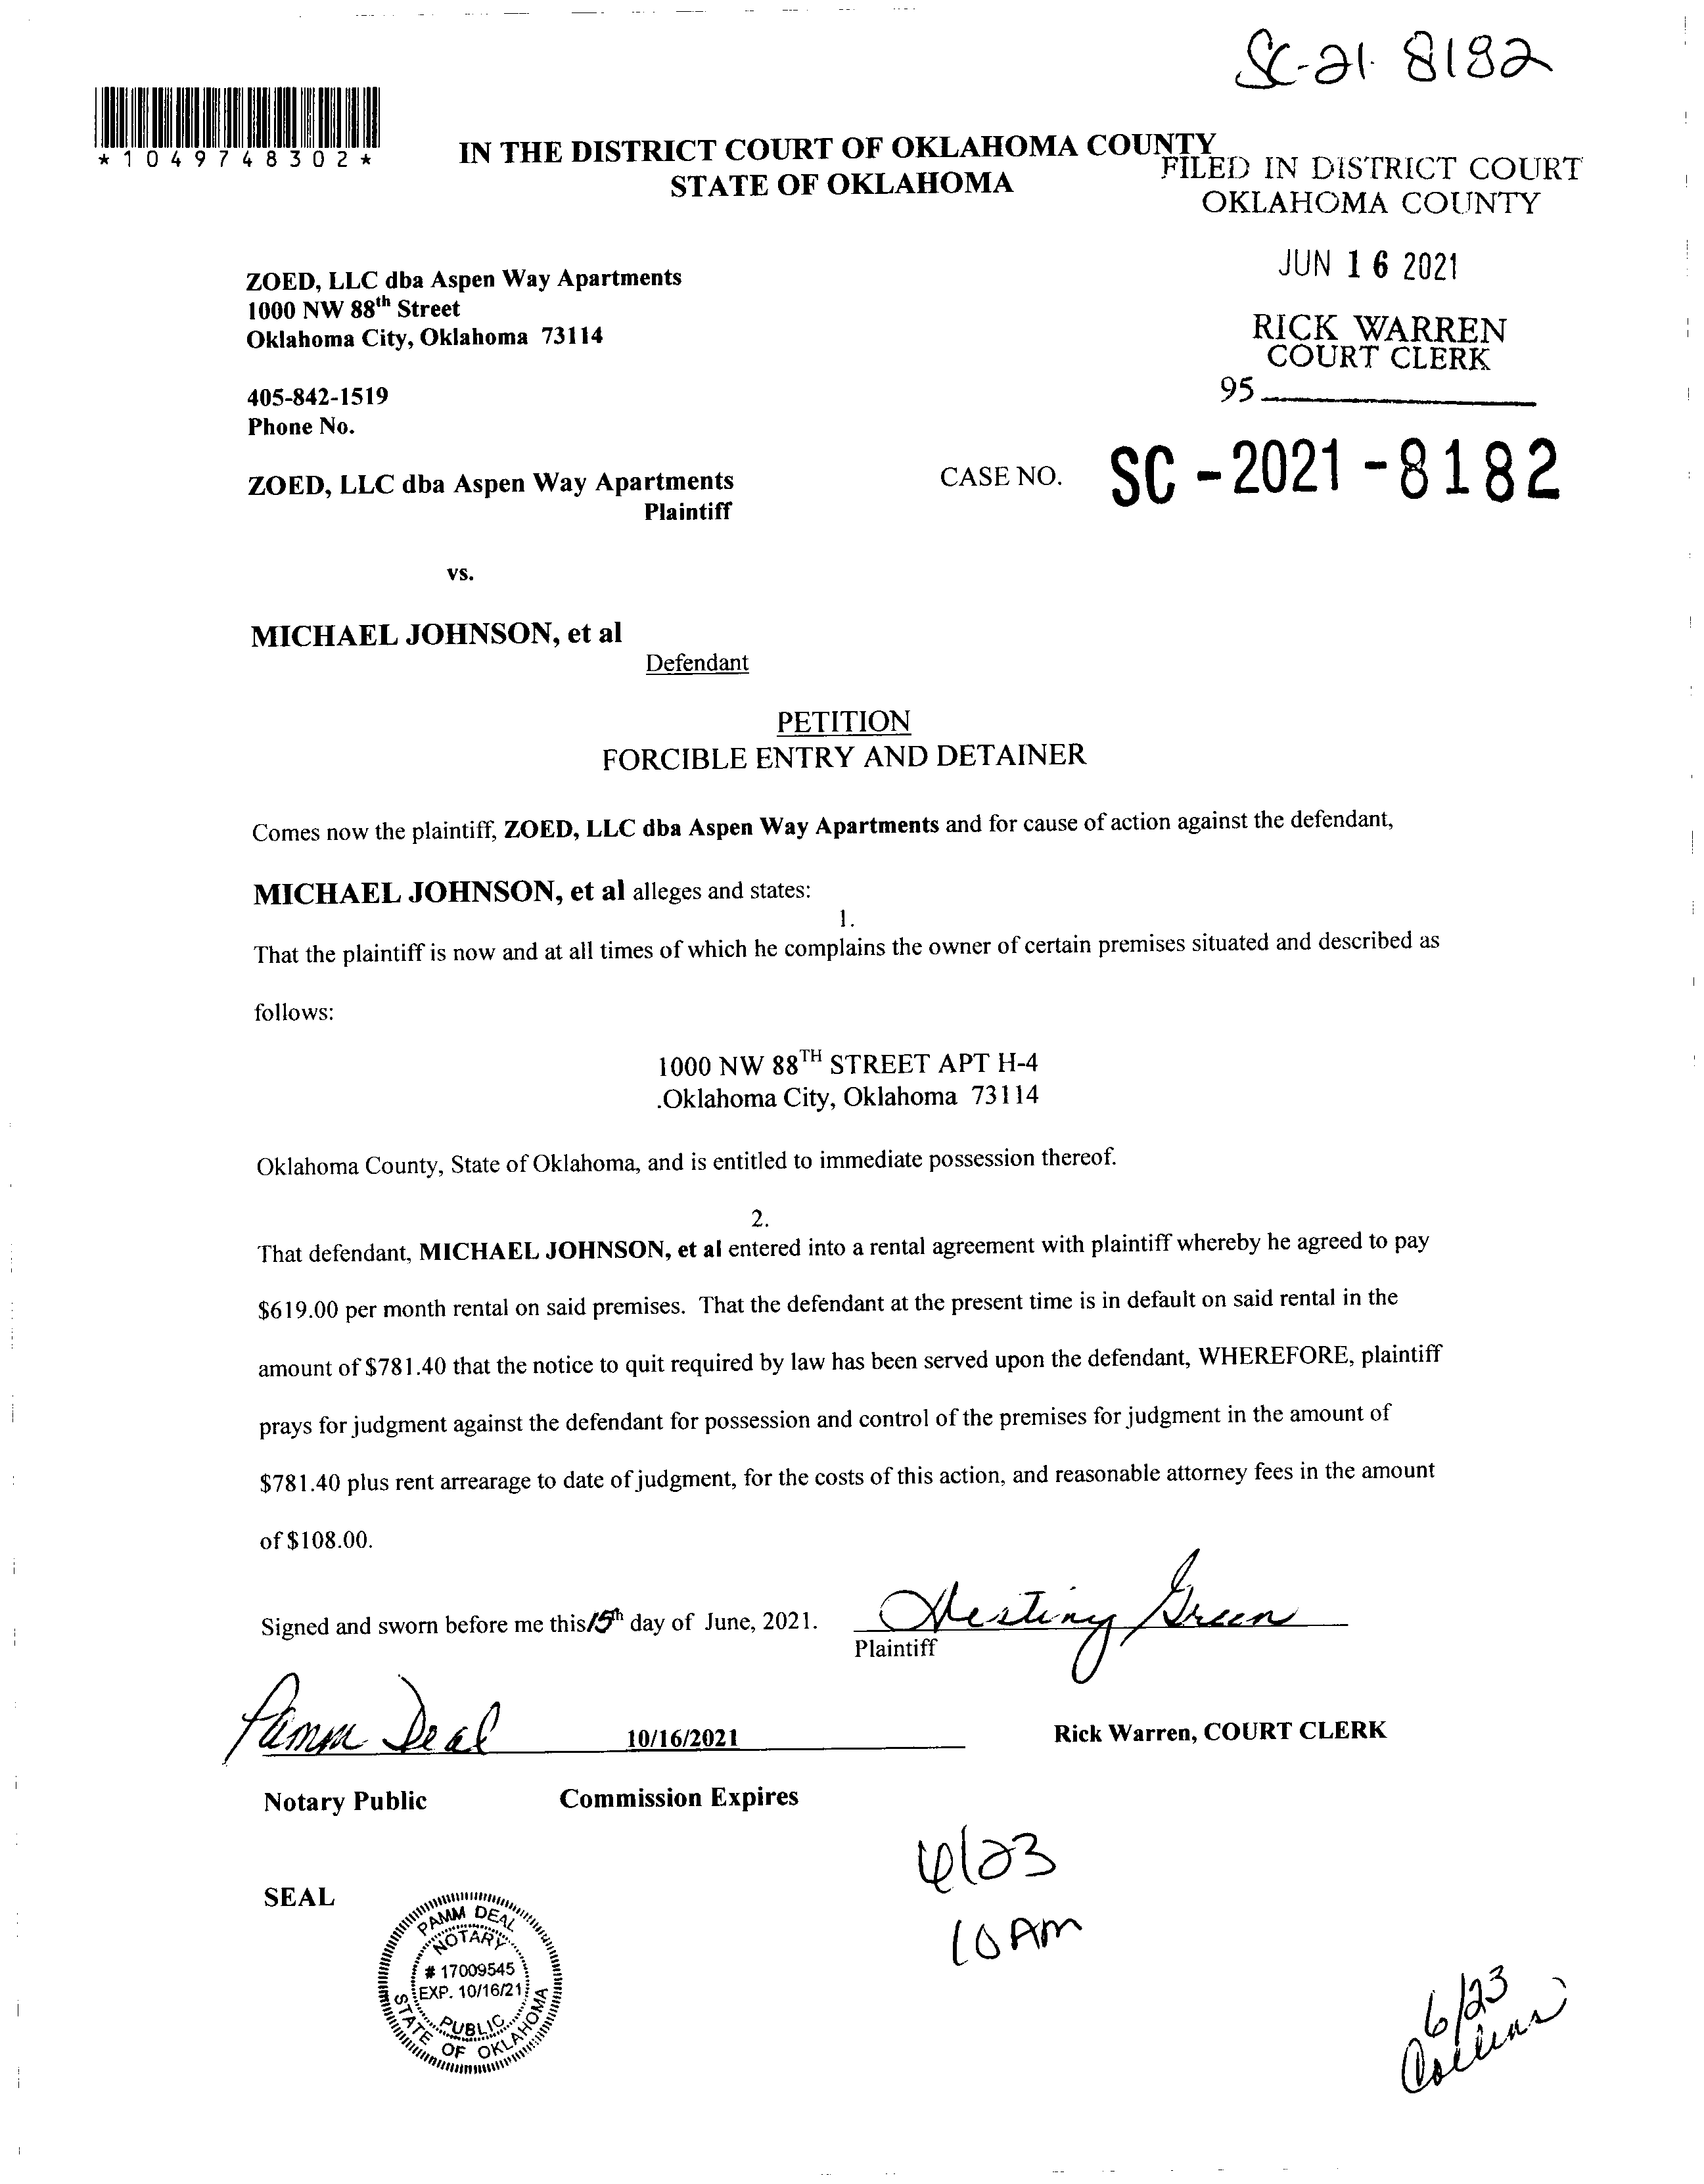 SC-21-8182
*1049748302*
IN THE DISTRICT COURT OF OKLAHOMA COUNTY
STATE OF OKLAHOMA
FILED IN DISTRICT COURT
OKLAHOMA COUNTY
JUN 16 2021
RICK WARREN
COURT CLERK
95
ZOED, LLC dba Aspen Way Apartments
1000 NW 88th Street
Oklahoma City, Oklahoma 73114
405-842-1519
Phone No.
ZOED, LLC dba Aspen Way Apartments
Plaintiff
CASE NO. SC-2021-8182
vs.
MICHAEL JOHNSON, et al
Defendant
PETITION
FORCIBLE ENTRY AND DETAINER
Comes now the plaintiff, ZOED, LLC dba Aspen Way Apartments and for cause of action against the defendant,
MICHAEL JOHNSON, et al alleges and states:
1.
That the plaintiff is now and at all times of which he complains the owner of certain premises situated and described as
follows:
1000 NW 88TH STREET APT H-4
.Oklahoma City, Oklahoma 73114
Oklahoma County, State of Oklahoma, and is entitled to immediate possession thereof.
2.
That defendant, MICHAEL JOHNSON, et al entered into a rental agreement with plaintiff whereby he agreed to pay
$619.00 per month rental on said premises. That the defendant at the present time is in default on said rental in the
amount of $781.40 that the notice to quit required by law has been served upon the defendant, WHEREFORE, plaintiff
prays for judgment against the defendant for possession and control of the premises for judgment in the amount of
$781.40 plus rent arrearage to date of judgment, for the costs of this action, and reasonable attorney fees in the amount
of $108.00.
Signed and sworn before me this 15th day of June, 2021.
Destiny Green
Plaintiff
Pamm Deal 10/16/2021
Rick Warren, COURT CLERK
Notary Public Commission Expires
6/23
10 AM
SEAL
PAMM DEAL
NOTARY
# 17009545
EXP. 10/16/21
PUBLIC
STATE OF OKLAHOMA
6/23
Collins